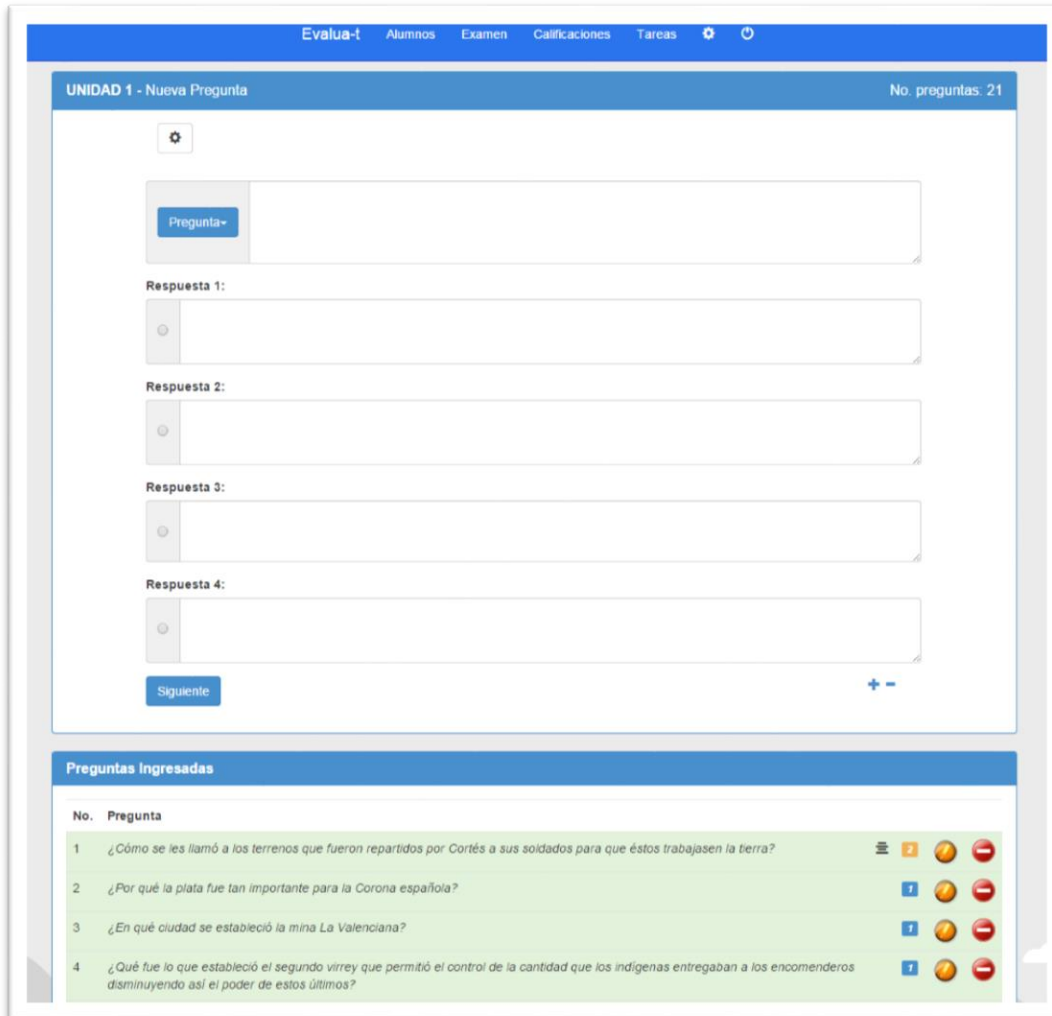 Evalua-t Alumnos Examen Calificaciones Tareas
UNIDAD 1 - Nueva Pregunta No. preguntas: 21
Pregunta
Respuesta 1:
Respuesta 2:
Respuesta 3:
Respuesta 4:
Siguiente
Preguntas Ingresadas
No. Pregunta
1 ¿Cómo se les llamó a los terrenos que fueron repartidos por Cortés a sus soldados para que éstos trabajasen la tierra? 2
2 ¿Por qué la plata fue tan importante para la Corona española? 1
3 ¿En qué ciudad se estableció la mina La Valenciana? 1
4 ¿Qué fue lo que estableció el segundo virrey que permitió el control de la cantidad que los indígenas entregaban a los encomenderos 1
disminuyendo así el poder de estos últimos?